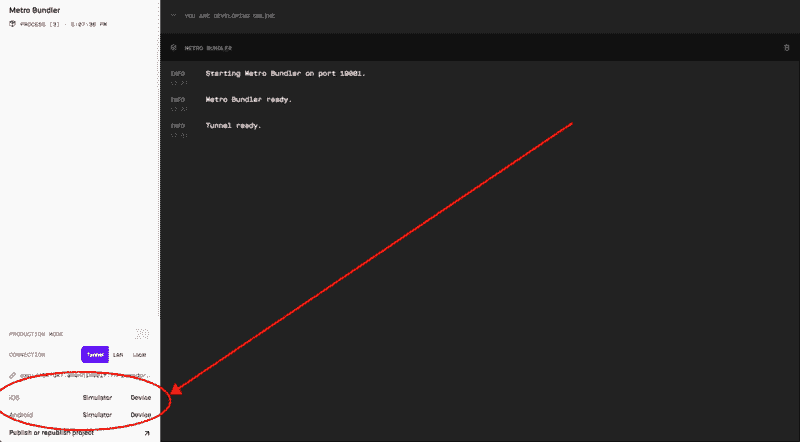 Metro Bundler
PROCESS [3] · 5:07:36 PM
YOU ARE DEVELOPING ONLINE
METRO BUNDLER
INFO Starting Metro Bundler on port 19001.
INFO Metro Bundler ready.
INFO Tunnel ready.
PRODUCTION MODE
CONNECTION Tunnel LAN Local
iOS Simulator Device
Android Simulator Device
Publish or republish project